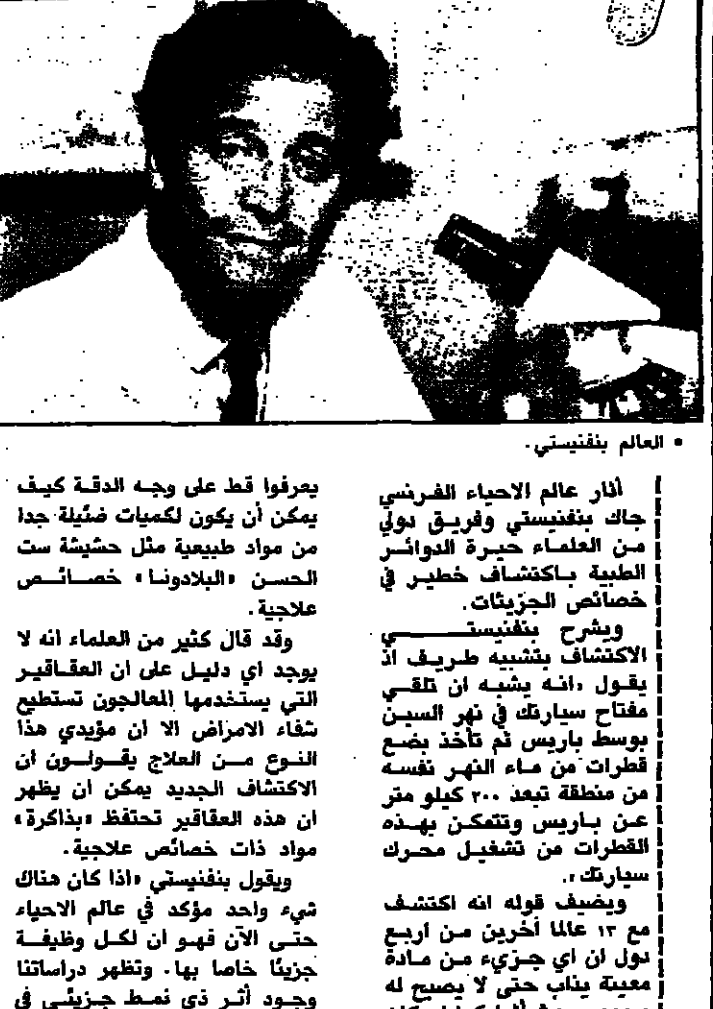 • العالم بنفنيستي.
أثار عالم الاحياء الفرنسي
جاك بنفنيستي وفريق دولي
من العلماء حيرة الدوائر
الطبية باكتشاف خطير في
خصائص الجزيئات.
ويشرح بنفنيستي
الاكتشاف بتشبيه طريف اذ
يقول «انه يشبه ان تلقي
مفتاح سيارتك في نهر السين
بوسط باريس ثم تأخذ بضع
قطرات من ماء النهر نفسه
من منطقة تبعد ٢٠٠ كيلو متر
عن باريس وتتمكن بهذه
القطرات من تشغيل محرك
سيارتك».
ويضيف قوله انه اكتشف
مع ١٣ عالما آخرين من اربع
دول ان اي جزيء من مادة
معينة يذاب حتى لا يصبح له
يعرفوا قط على وجه الدقة كيف
يمكن أن يكون لكميات ضئيلة جدا
من مواد طبيعية مثل حشيشة ست
الحسن «البلادونا» خصائص
علاجية.
وقد قال كثير من العلماء انه لا
يوجد اي دليل على ان العقاقير
التي يستخدمها المعالجون تستطيع
شفاء الامراض الا ان مؤيدي هذا
النوع من العلاج يقولون ان
الاكتشاف الجديد يمكن ان يظهر
ان هذه العقاقير تحتفظ «بذاكرة»
مواد ذات خصائص علاجية.
ويقول بنفنيستي «اذا كان هناك
شيء واحد مؤكد في عالم الاحياء
حتى الآن فهو ان لكل وظيفة
جزيئا خاصا بها. وتظهر دراساتنا
وجود أثر ذي نمط جزيئي في